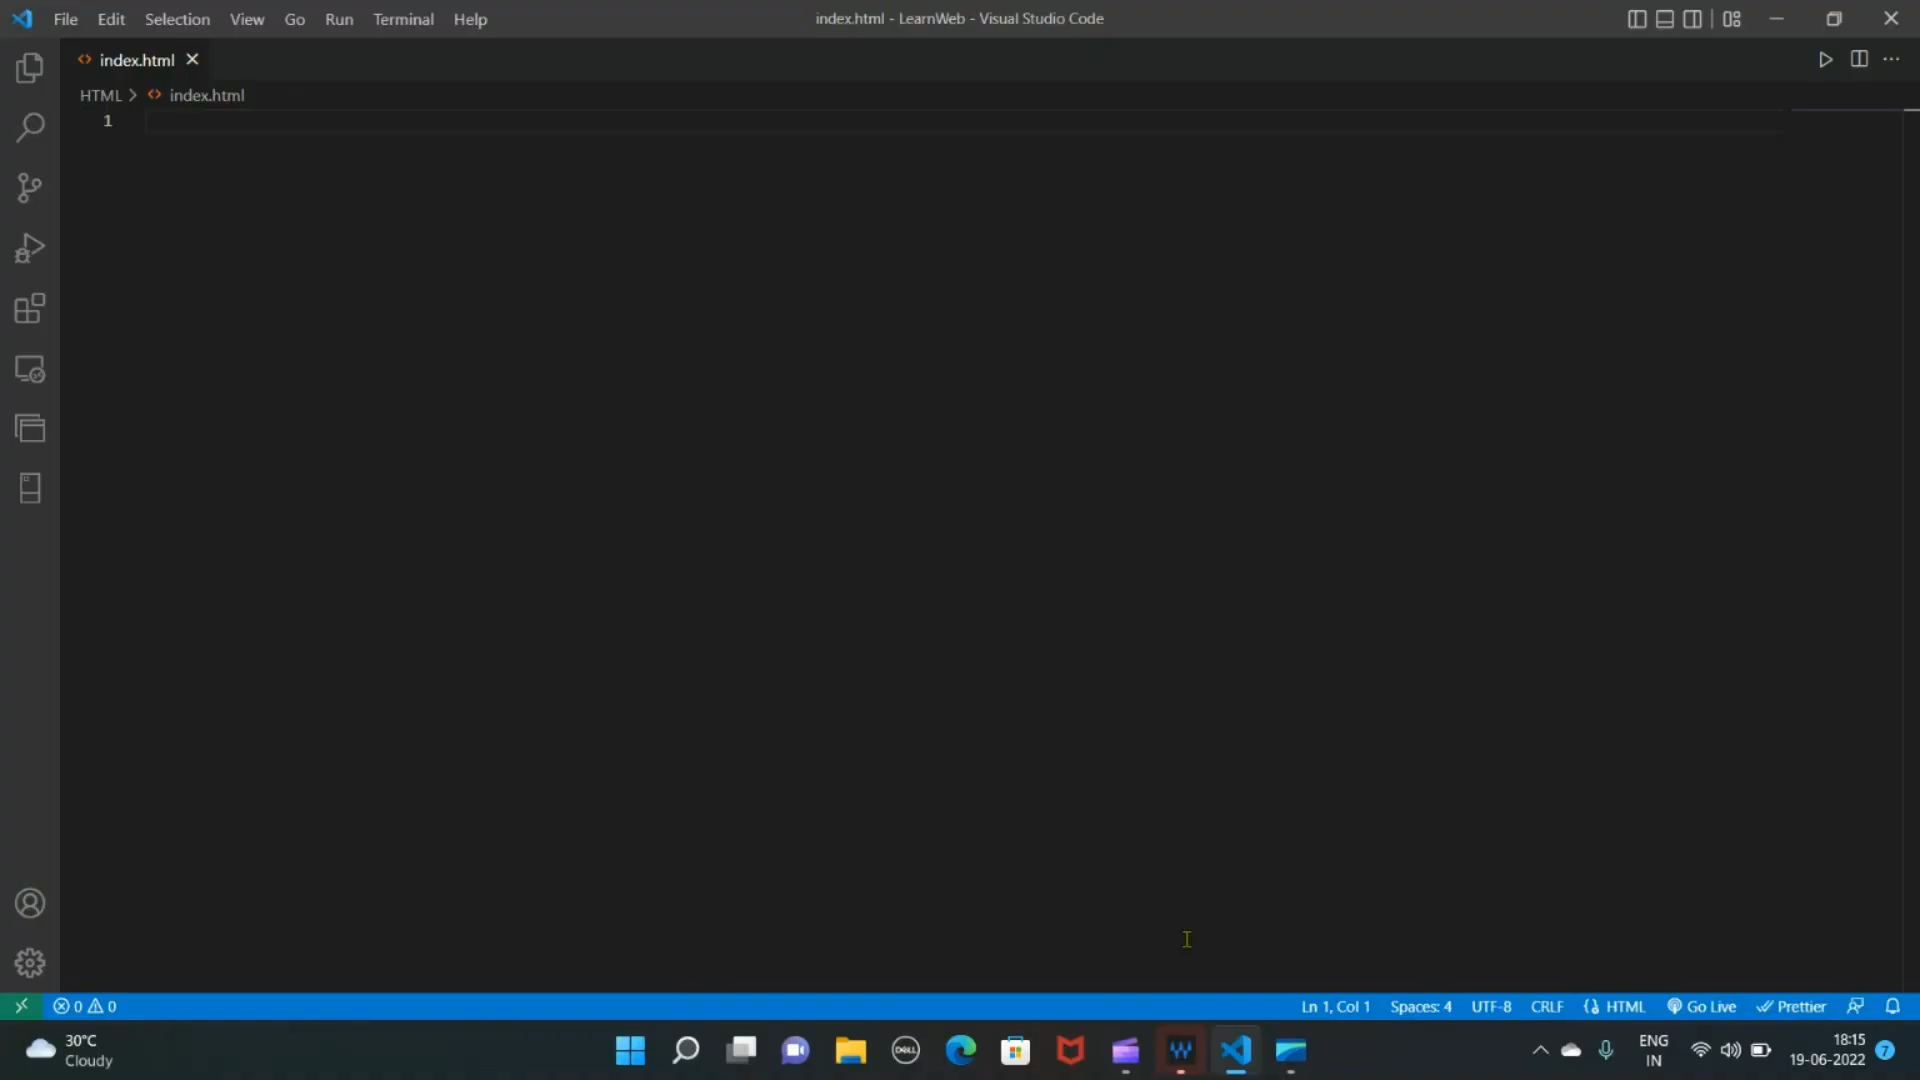 File Edit Selection View Go Run Terminal Help
index.html - LearnWeb - Visual Studio Code
index.html
HTML > index.html
1
0 0
Ln 1, Col 1 Spaces: 4 UTF-8 CRLF HTML Go Live Prettier
30°C
Cloudy
DELL
ENG
IN
18:15
19-06-2022
7